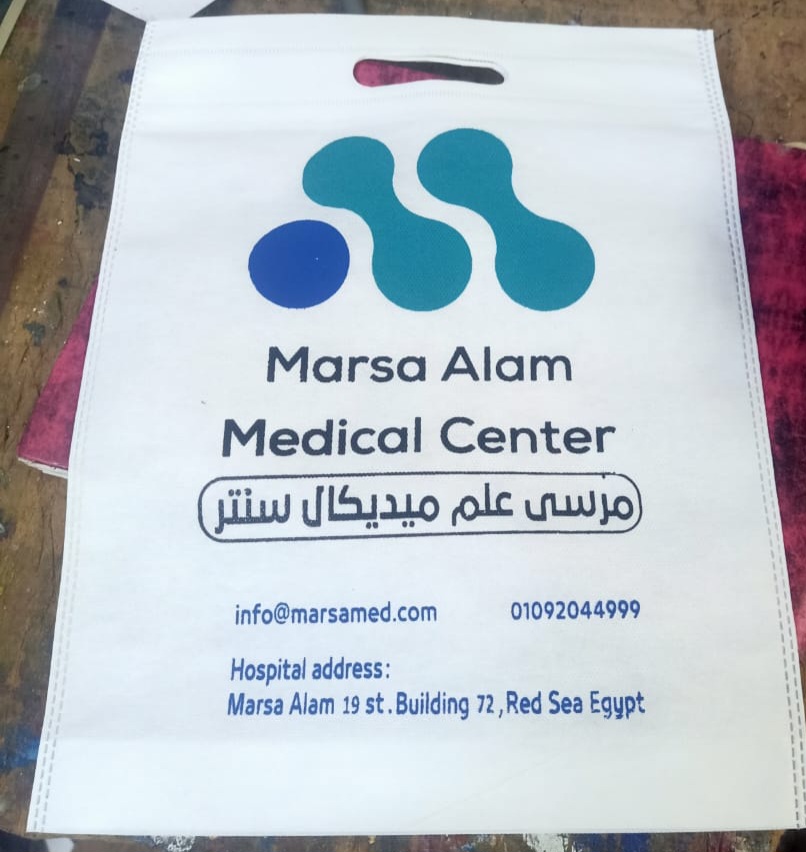 Marsa Alam
Medical Center
مرسى علم ميديكال سنتر
info@marsamed.com 01092044999
Hospital address:
Marsa Alam 19 st.Building 72,Red Sea Egypt